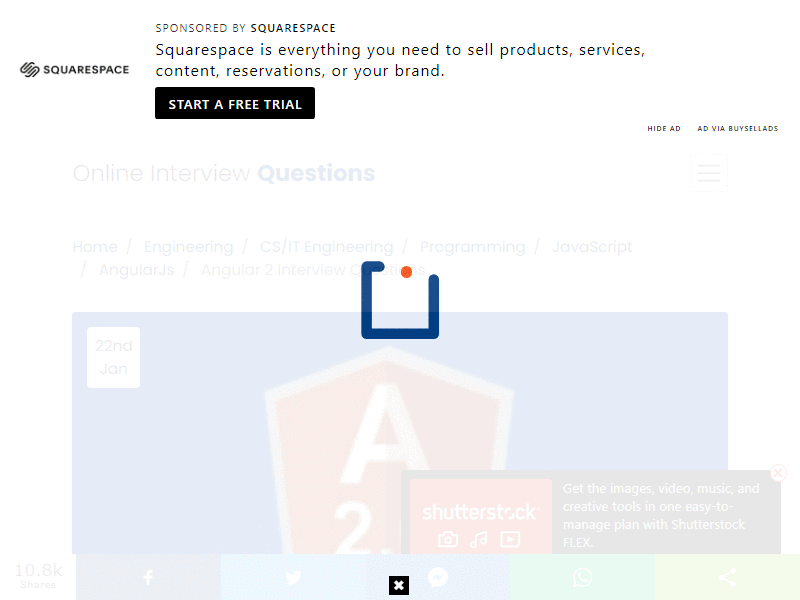 SPONSORED BY SQUARESPACE
Squarespace is everything you need to sell products, services,
content, reservations, or your brand.
SQUARESPACE
START A FREE TRIAL
HIDE AD AD VIA BUYSELLADS
Online Interview Questions
Home / Engineering / CS/IT Engineering / Programming / JavaScript
/ AngularJs / Angular 2 Interview Questions
22nd
Jan
A
2.
shutterstock
Get the images, video, music, and
creative tools in one easy-to-
manage plan with Shutterstock
FLEX.
10.8k
Shares